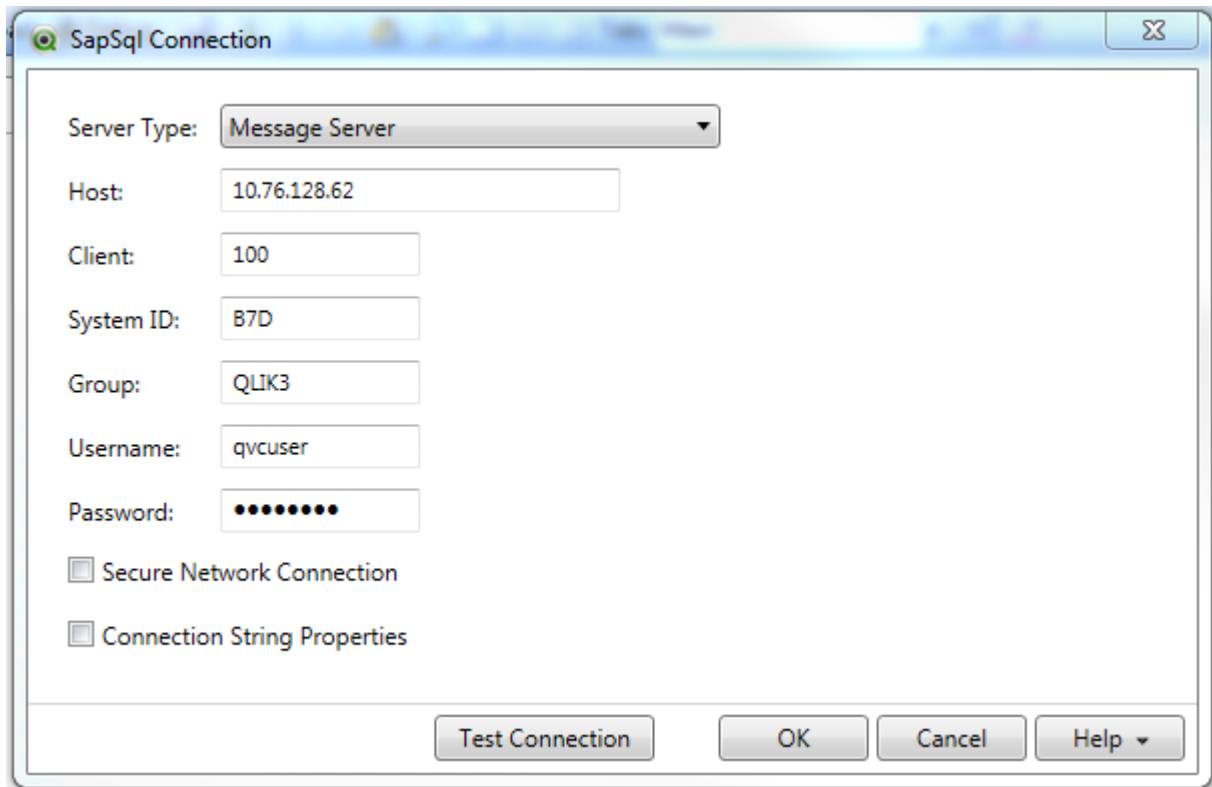 SapSql Connection
Server Type: Message Server
Host: 10.76.128.62
Client: 100
System ID: B7D
Group: QLIK3
Username: qvcuser
Password: ••••••••
Secure Network Connection
Connection String Properties
Test Connection OK Cancel Help